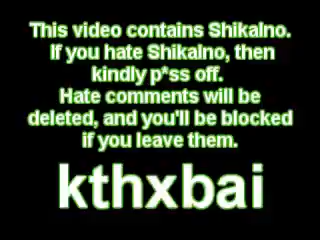 This video contains ShikaIno.
If you hate ShikaIno, then
kindly p*ss off.
Hate comments will be
deleted, and you'll be blocked
if you leave them.
kthxbai